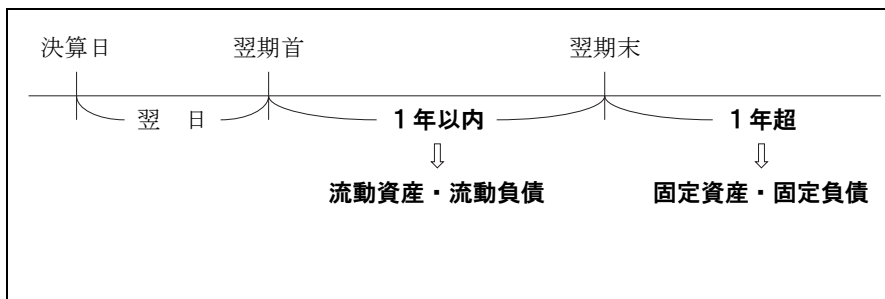 決算日 翌期首 翌期末
翌 日 1年以内 1年超
⇩ ⇩
流動資産・流動負債 固定資産・固定負債